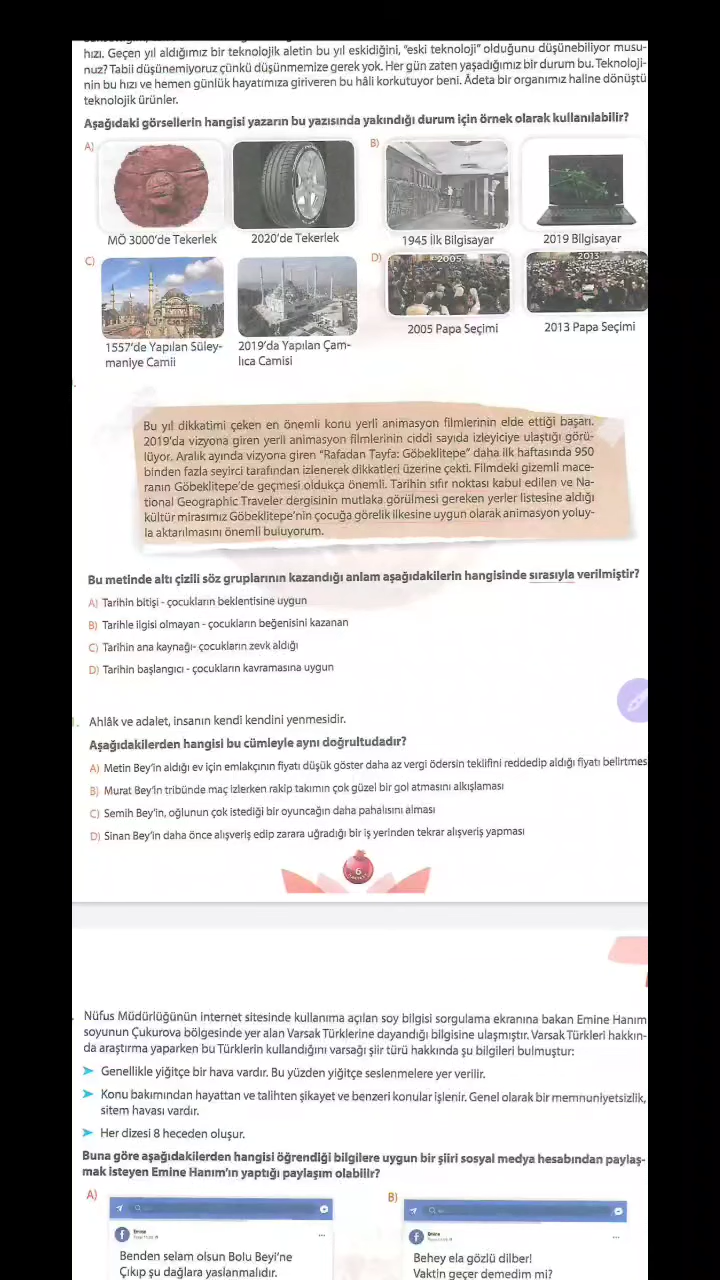 hızı. Geçen yıl aldığımız bir teknolojik aletin bu yıl eskidiğini, "eski teknoloji" olduğunu düşünebiliyor musu-
nuz? Tabii düşünemiyoruz çünkü düşünmemize gerek yok. Her gün zaten yaşadığımız bir durum bu. Teknoloji-
nin bu hızı ve hemen günlük hayatımıza giriveren bu hâli korkutuyor beni. Âdeta bir organımız haline dönüştü
teknolojik ürünler.
Aşağıdaki görsellerin hangisi yazarın bu yazısında yakındığı durum için örnek olarak kullanılabilir?
A)
B)
MÖ 3000'de Tekerlek
2020'de Tekerlek
1945 İlk Bilgisayar
2019 Bilgisayar
C)
D)
2005
2013
1557'de Yapılan Süley-
maniye Camii
2019'da Yapılan Çam-
lıca Camisi
2005 Papa Seçimi
2013 Papa Seçimi
Bu yıl dikkatimi çeken en önemli konu yerli animasyon filmlerinin elde ettiği başarı.
2019'da vizyona giren yerli animasyon filmlerinin ciddi sayıda izleyiciye ulaştığı görü-
lüyor. Aralık ayında vizyona giren "Rafadan Tayfa: Göbeklitepe" daha ilk haftasında 950
binden fazla seyirci tarafından izlenerek dikkatleri üzerine çekti. Filmdeki gizemli mace-
ranın Göbeklitepe'de geçmesi oldukça önemli. Tarihin sıfır noktası kabul edilen ve Na-
tional Geographic Traveler dergisinin mutlaka görülmesi gereken yerler listesine aldığı
kültür mirasımız Göbeklitepe'nin çocuğa görelik ilkesine uygun olarak animasyon yoluy-
la aktarılmasını önemli buluyorum.
Bu metinde altı çizili söz gruplarının kazandığı anlam aşağıdakilerin hangisinde sırasıyla verilmiştir?
A) Tarihin bitişi - çocukların beklentisine uygun
B) Tarihle ilgisi olmayan - çocukların beğenisini kazanan
C) Tarihin ana kaynağı- çocukların zevk aldığı
D) Tarihin başlangıcı - çocukların kavramasına uygun
Ahlâk ve adalet, insanın kendi kendini yenmesidir.
Aşağıdakilerden hangisi bu cümleyle aynı doğrultudadır?
A) Metin Bey'in aldığı ev için emlakçının fiyatı düşük göster daha az vergi ödersin teklifini reddedip aldığı fiyatı belirtmes
B) Murat Bey'in tribünde maç izlerken rakip takımın çok güzel bir gol atmasını alkışlaması
C) Semih Bey'in, oğlunun çok istediği bir oyuncağın daha pahalısını alması
D) Sinan Bey'in daha önce alışveriş edip zarara uğradığı bir iş yerinden tekrar alışveriş yapması
6
Nüfus Müdürlüğünün internet sitesinde kullanıma açılan soy bilgisi sorgulama ekranına bakan Emine Hanım
soyunun Çukurova bölgesinde yer alan Varsak Türklerine dayandığı bilgisine ulaşmıştır. Varsak Türkleri hakkın-
da araştırma yaparken bu Türklerin kullandığını varsağı şiir türü hakkında şu bilgileri bulmuştur:
➤ Genellikle yiğitçe bir hava vardır. Bu yüzden yiğitçe seslenmelere yer verilir.
➤ Konu bakımından hayattan ve talihten şikayet ve benzeri konular işlenir. Genel olarak bir memnuniyetsizlik,
sitem havası vardır.
➤ Her dizesi 8 heceden oluşur.
Buna göre aşağıdakilerden hangisi öğrendiği bilgilere uygun bir şiiri sosyal medya hesabından paylaş-
mak isteyen Emine Hanım'ın yaptığı paylaşım olabilir?
A)
B)
Emine
Emine
Benden selam olsun Bolu Beyi'ne
Çıkıp şu dağlara yaslanmalıdır.
Behey ela gözlü dilber!
Vaktin geçer demedim mi?